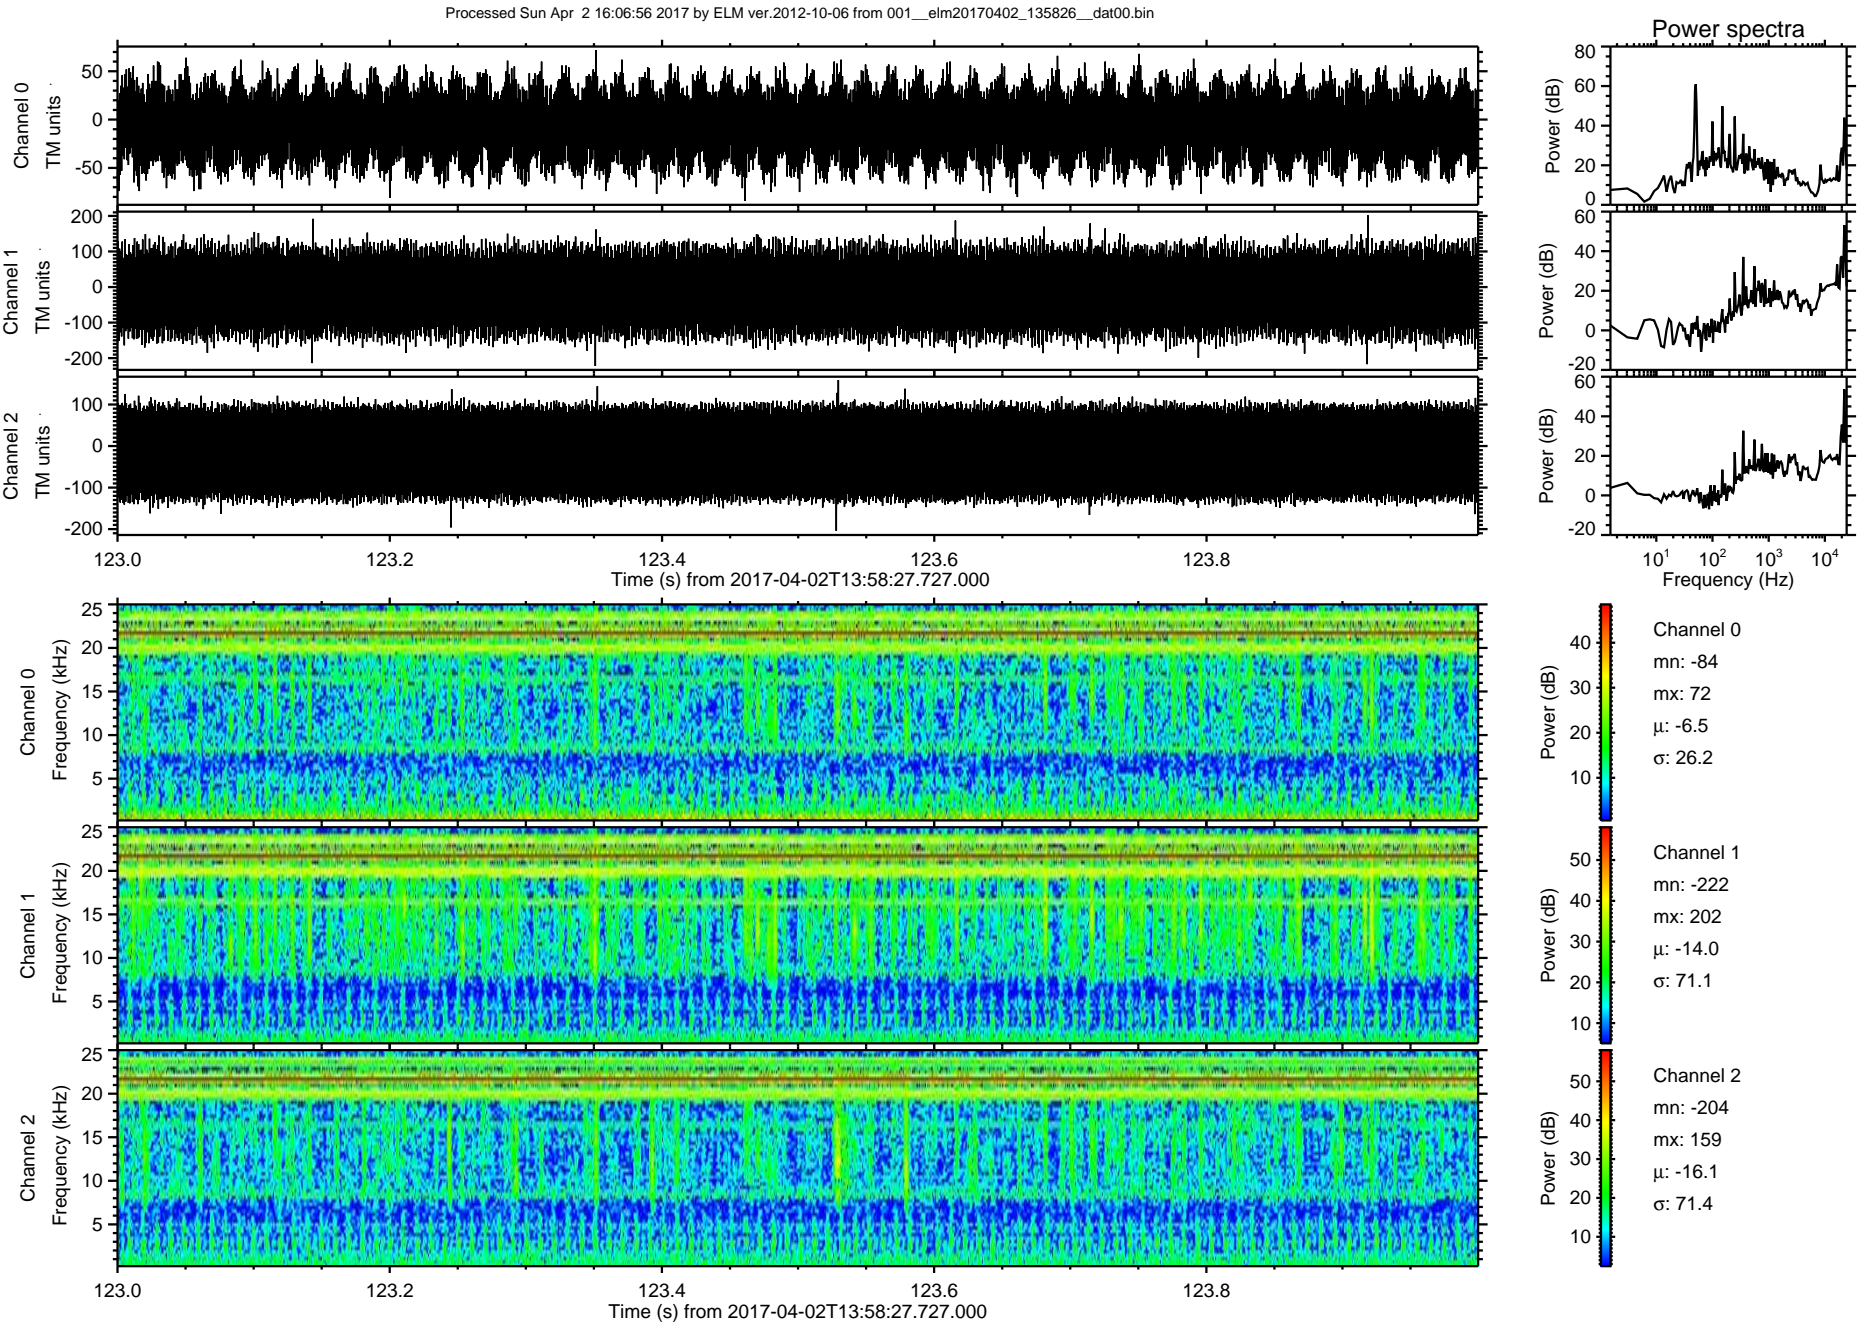 Processed Sun Apr  2 16:06:56 2017 by ELM ver.2012-10-06 from 001__elm20170402_135826__dat00.bin
Power spectra
Channel 0
TM units
50
0
-50
Power (dB)
80
60
40
20
0
Channel 1
TM units
200
100
0
-100
-200
Power (dB)
60
40
20
0
-20
Channel 2
TM units
100
0
-100
-200
Power (dB)
60
40
20
0
-20
123.0 123.2 123.4 123.6 123.8
Time (s) from 2017-04-02T13:58:27.727.000
10^1 10^2 10^3 10^4
Frequency (Hz)
Channel 0
Frequency (kHz)
25
20
15
10
5
Power (dB)
40
30
20
10
Channel 0
mn: -84
mx: 72
μ: -6.5
σ: 26.2
Channel 1
Frequency (kHz)
25
20
15
10
5
Power (dB)
50
40
30
20
10
Channel 1
mn: -222
mx: 202
μ: -14.0
σ: 71.1
Channel 2
Frequency (kHz)
25
20
15
10
5
Power (dB)
50
40
30
20
10
Channel 2
mn: -204
mx: 159
μ: -16.1
σ: 71.4
123.0 123.2 123.4 123.6 123.8
Time (s) from 2017-04-02T13:58:27.727.000